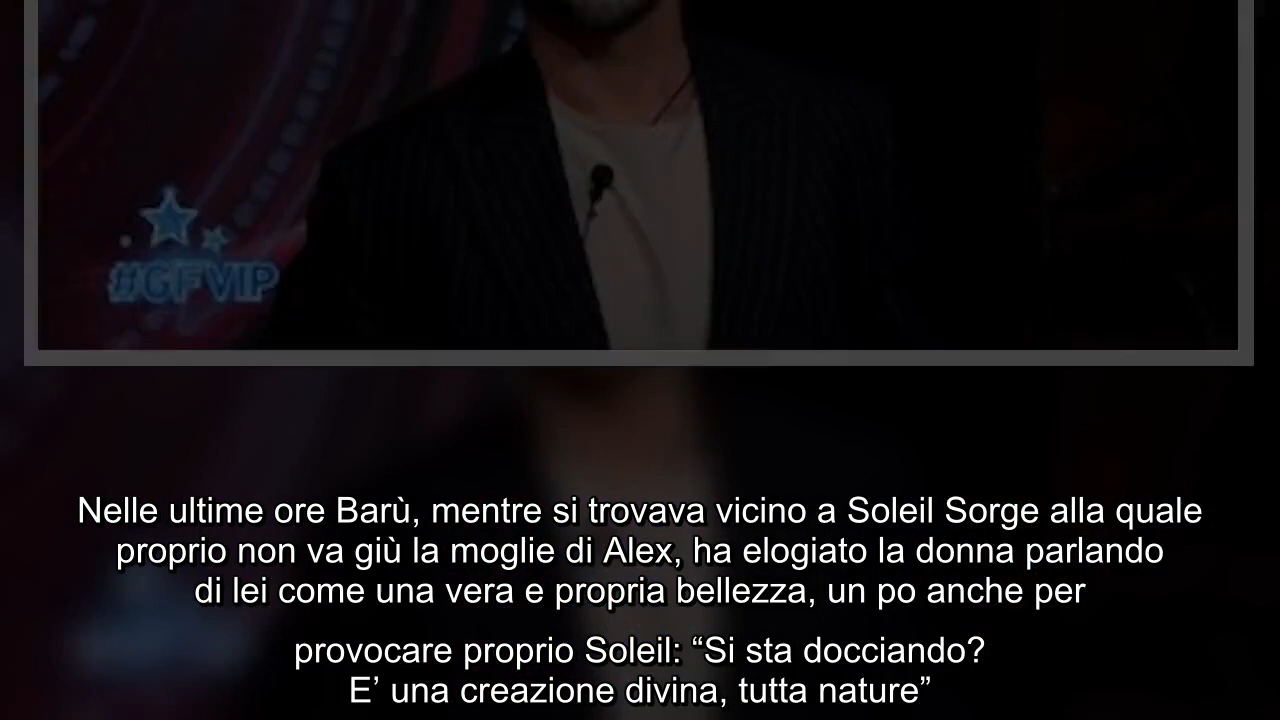 #GFVIP
Nelle ultime ore Barù, mentre si trovava vicino a Soleil Sorge alla quale
proprio non va giù la moglie di Alex, ha elogiato la donna parlando
di lei come una vera e propria bellezza, un po anche per
provocare proprio Soleil: “Si sta docciando?
E’ una creazione divina, tutta nature”